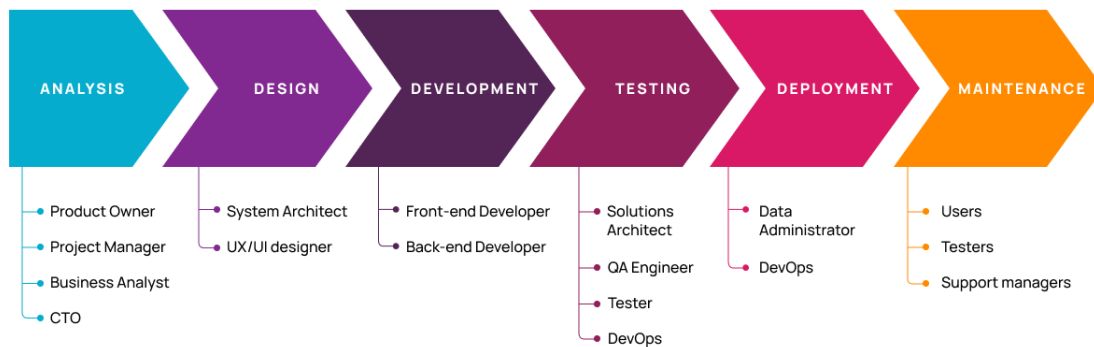 ANALYSIS
DESIGN
DEVELOPMENT
TESTING
DEPLOYMENT
MAINTENANCE
Product Owner
Project Manager
Business Analyst
CTO
System Architect
UX/UI designer
Front-end Developer
Back-end Developer
Solutions
Architect
QA Engineer
Tester
DevOps
Data
Administrator
DevOps
Users
Testers
Support managers